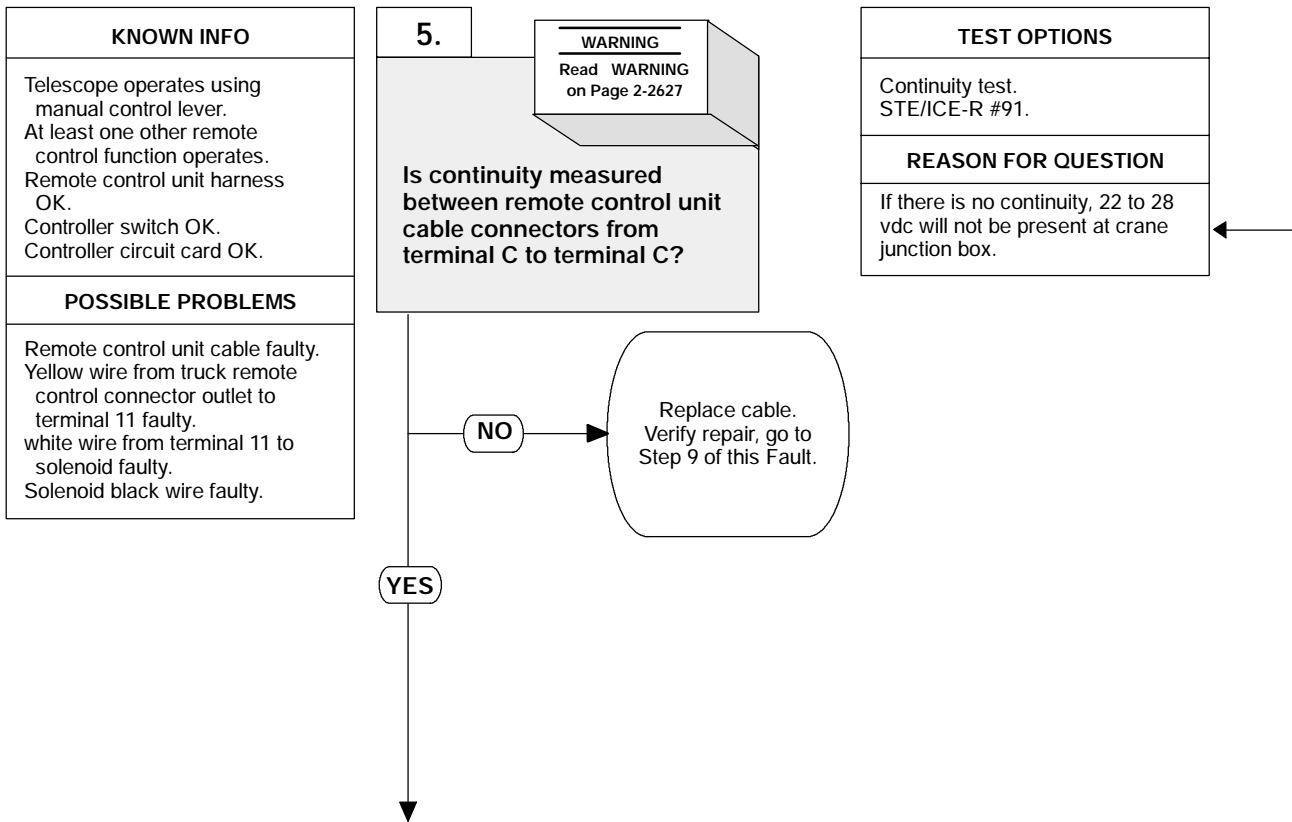 KNOWN INFO
Telescope operates using
manual control lever.
At least one other remote
control function operates.
Remote control unit harness
OK.
Controller switch OK.
Controller circuit card OK.
POSSIBLE PROBLEMS
Remote control unit cable faulty.
Yellow wire from truck remote
control connector outlet to
terminal 11 faulty.
white wire from terminal 11 to
solenoid faulty.
Solenoid black wire faulty.
5.
WARNING
Read WARNING
on Page 2-2627
Is continuity measured
between remote control unit
cable connectors from
terminal C to terminal C?
TEST OPTIONS
Continuity test.
STE/ICE-R #91.
REASON FOR QUESTION
If there is no continuity, 22 to 28
vdc will not be present at crane
junction box.
NO
Replace cable.
Verify repair, go to
Step 9 of this Fault.
YES